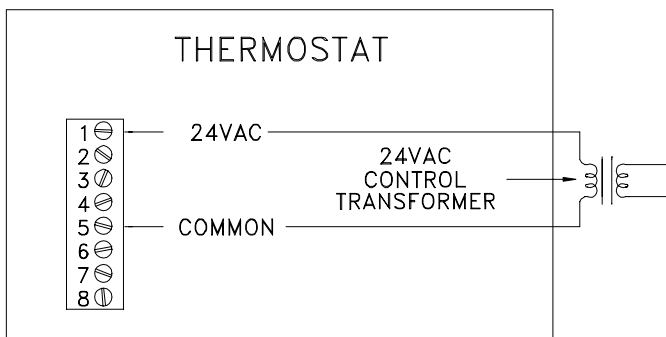 THERMOSTAT
1 24VAC
2
3
4
5 COMMON
6
7
8
24VAC
CONTROL
TRANSFORMER